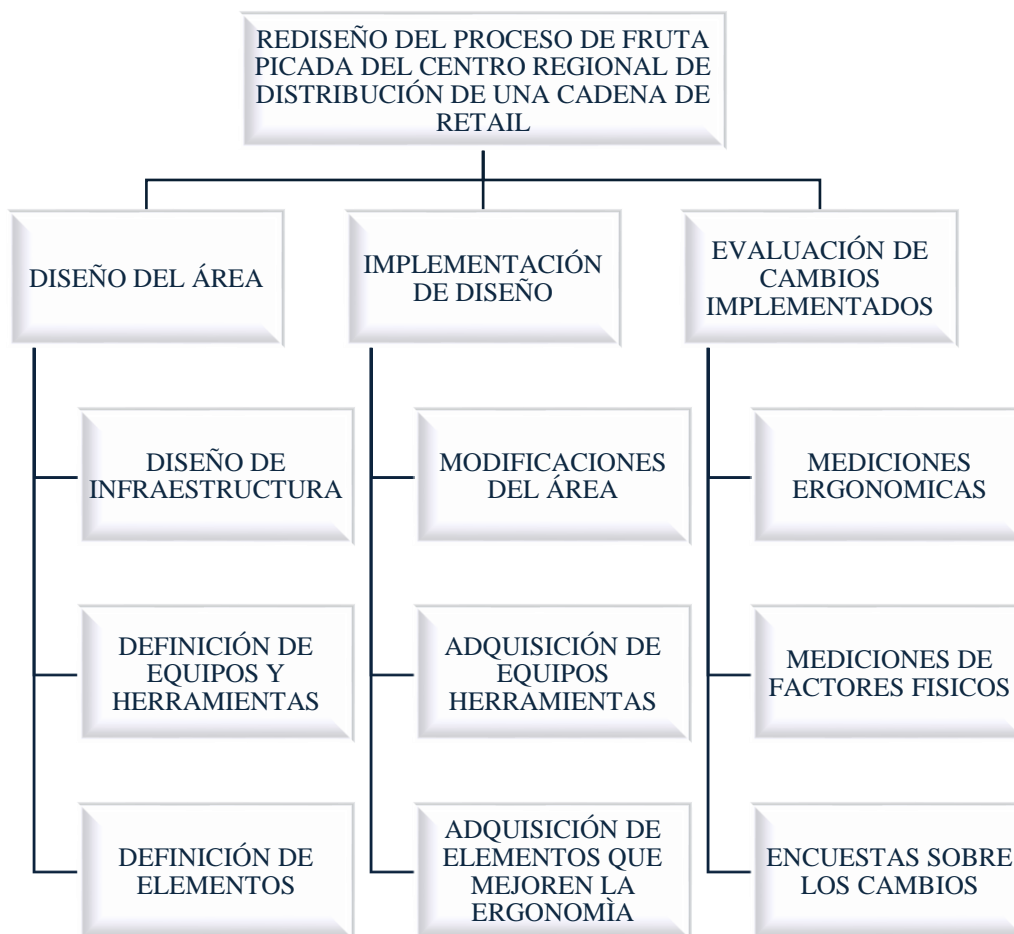 REDISEÑO DEL PROCESO DE FRUTA
PICADA DEL CENTRO REGIONAL DE
DISTRIBUCIÓN DE UNA CADENA DE
RETAIL
DISEÑO DEL ÁREA
IMPLEMENTACIÓN
DE DISEÑO
EVALUACIÓN DE
CAMBIOS
IMPLEMENTADOS
DISEÑO DE
INFRAESTRUCTURA
MODIFICACIONES
DEL ÁREA
MEDICIONES
ERGONOMICAS
DEFINICIÓN DE
EQUIPOS Y
HERRAMIENTAS
ADQUISICIÓN DE
EQUIPOS
HERRAMIENTAS
MEDICIONES DE
FACTORES FISICOS
DEFINICIÓN DE
ELEMENTOS
ADQUISICIÓN DE
ELEMENTOS QUE
MEJOREN LA
ERGONOMÌA
ENCUESTAS SOBRE
LOS CAMBIOS